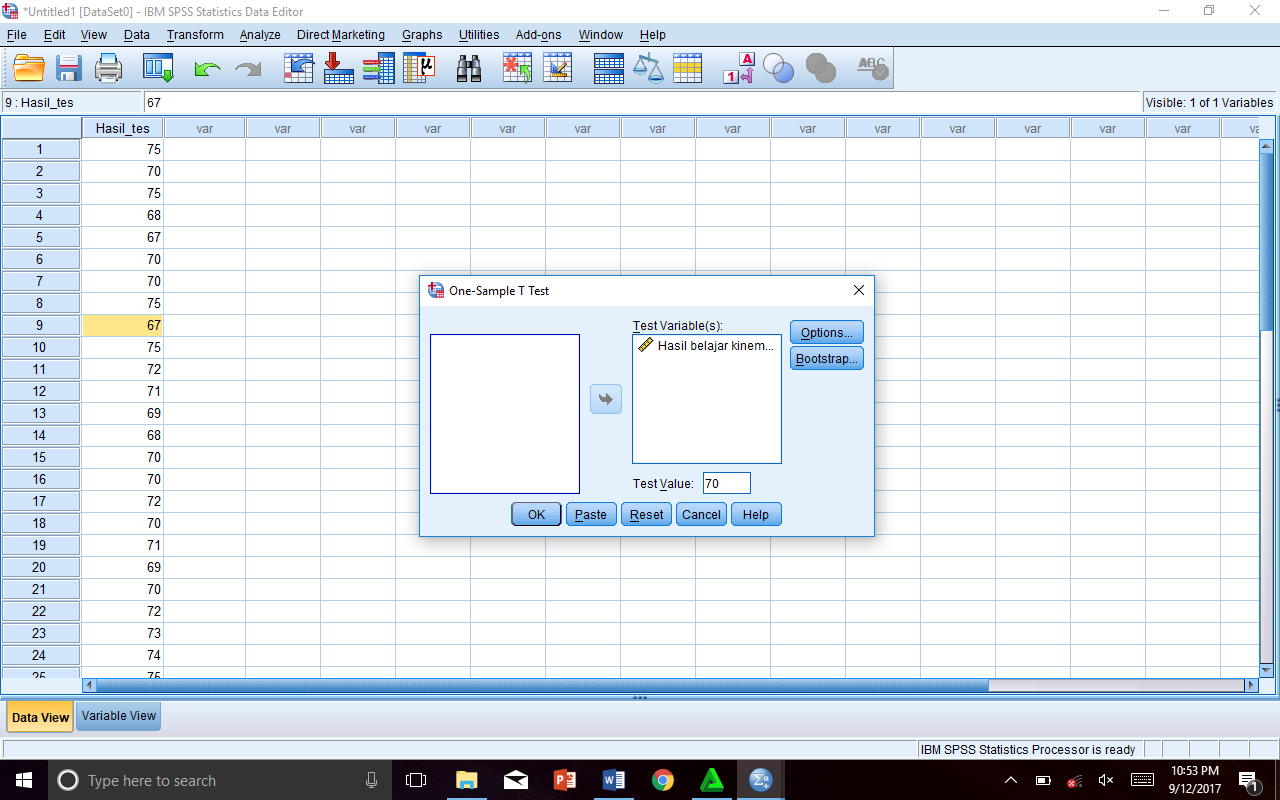 *Untitled1 [DataSet0] - IBM SPSS Statistics Data Editor
File Edit View Data Transform Analyze Direct Marketing Graphs Utilities Add-ons Window Help
9 : Hasil_tes 67 Visible: 1 of 1 Variables
Hasil_tes var var var var var var var var var var var var var var va
1 75
2 70
3 75
4 68
5 67
6 70
7 70
8 75
9 67
10 75
11 72
12 71
13 69
14 68
15 70
16 70
17 72
18 70
19 71
20 69
21 70
22 72
23 73
24 74
One-Sample T Test
Test Variable(s):
Hasil belajar kinem...
Options...
Bootstrap...
Test Value: 70
OK Paste Reset Cancel Help
Data View Variable View
IBM SPSS Statistics Processor is ready
Type here to search
10:53 PM
9/12/2017
1